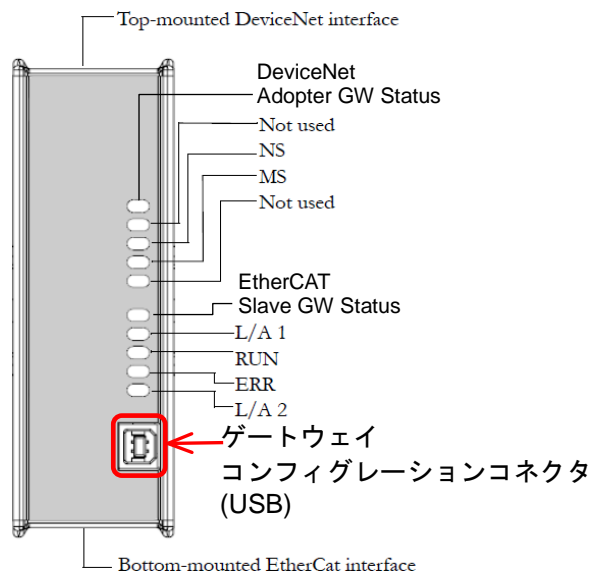 Top-mounted DeviceNet interface
DeviceNet
Adopter GW Status
Not used
NS
MS
Not used
EtherCAT
Slave GW Status
L/A 1
RUN
ERR
L/A 2
ゲートウェイ
コンフィグレーションコネクタ
(USB)
Bottom-mounted EtherCat interface